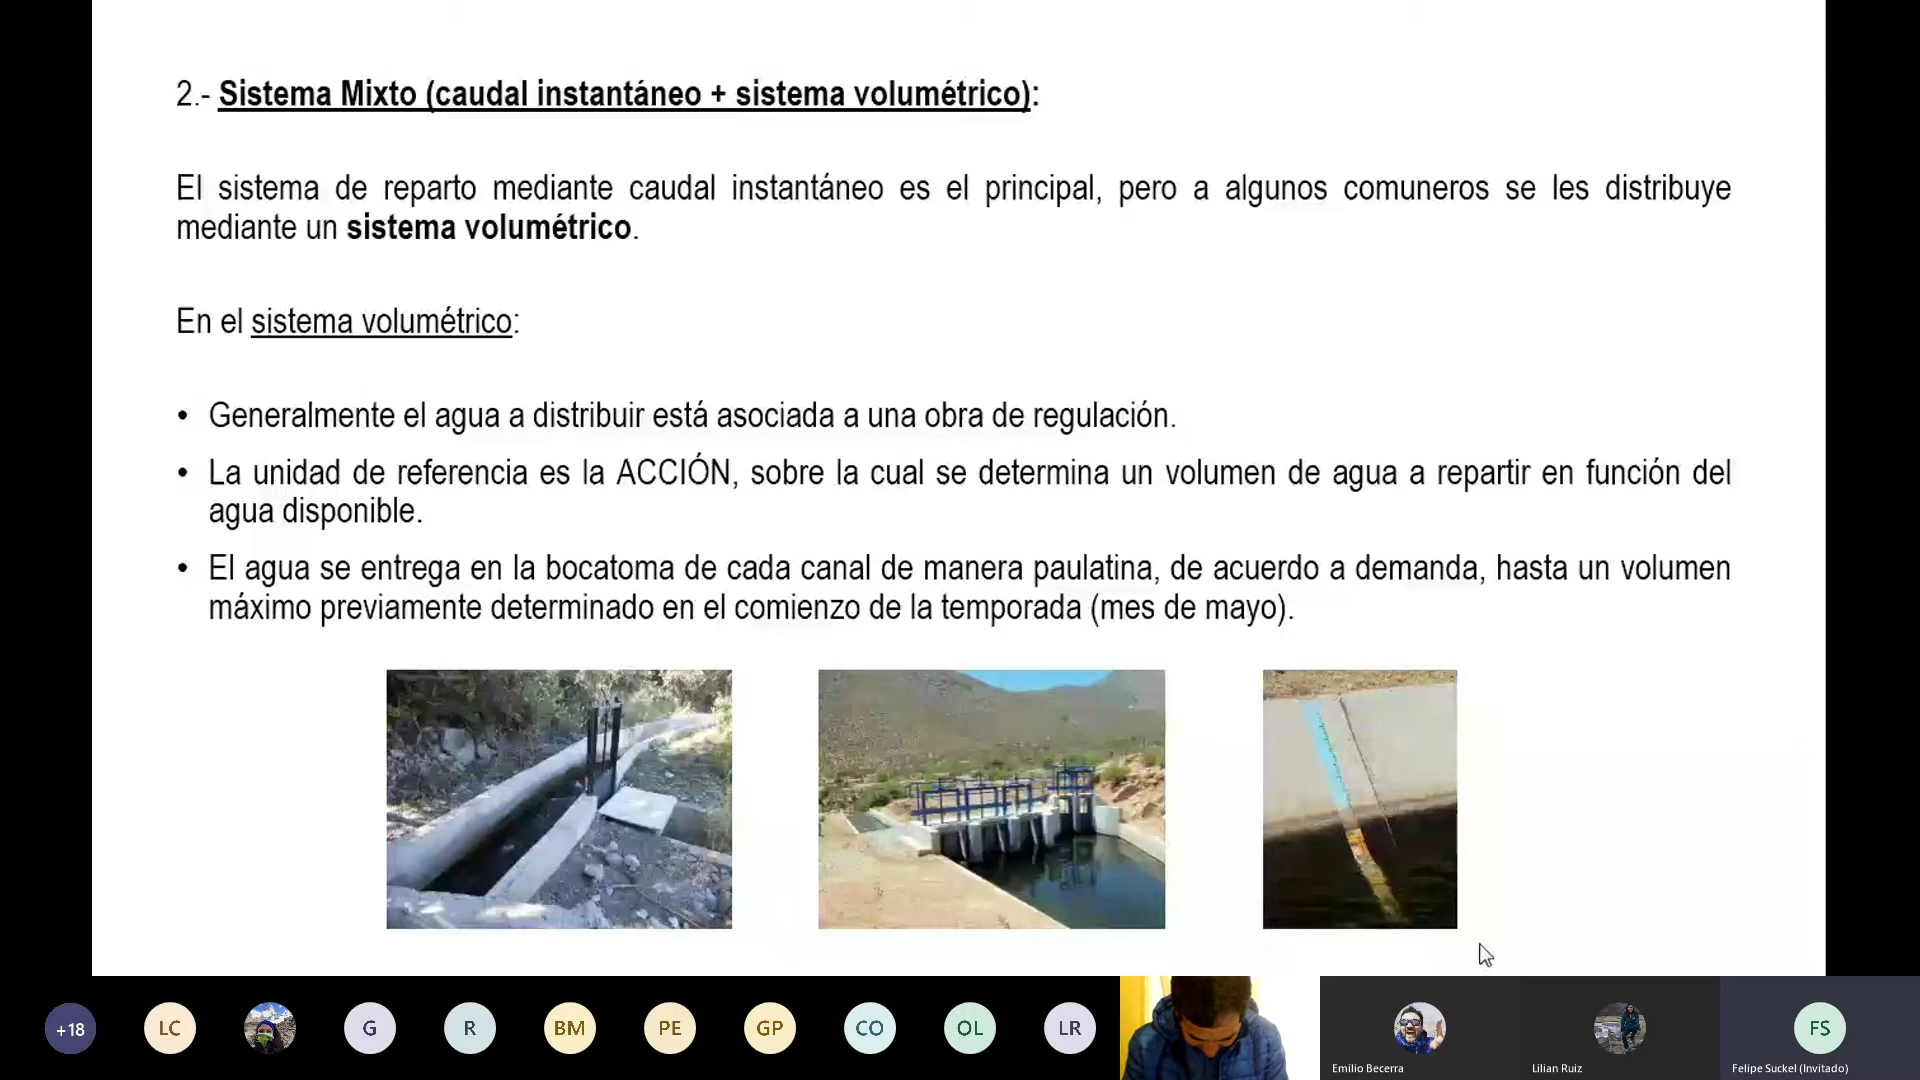 2.- Sistema Mixto (caudal instantáneo + sistema volumétrico):
El sistema de reparto mediante caudal instantáneo es el principal, pero a algunos comuneros se les distribuye
mediante un sistema volumétrico.
En el sistema volumétrico:
• Generalmente el agua a distribuir está asociada a una obra de regulación.
• La unidad de referencia es la ACCIÓN, sobre la cual se determina un volumen de agua a repartir en función del
agua disponible.
• El agua se entrega en la bocatoma de cada canal de manera paulatina, de acuerdo a demanda, hasta un volumen
máximo previamente determinado en el comienzo de la temporada (mes de mayo).
+18 LC G R BM PE GP CO OL LR FS
Emilio Becerra Lilian Ruiz Felipe Suckel (Invitado)